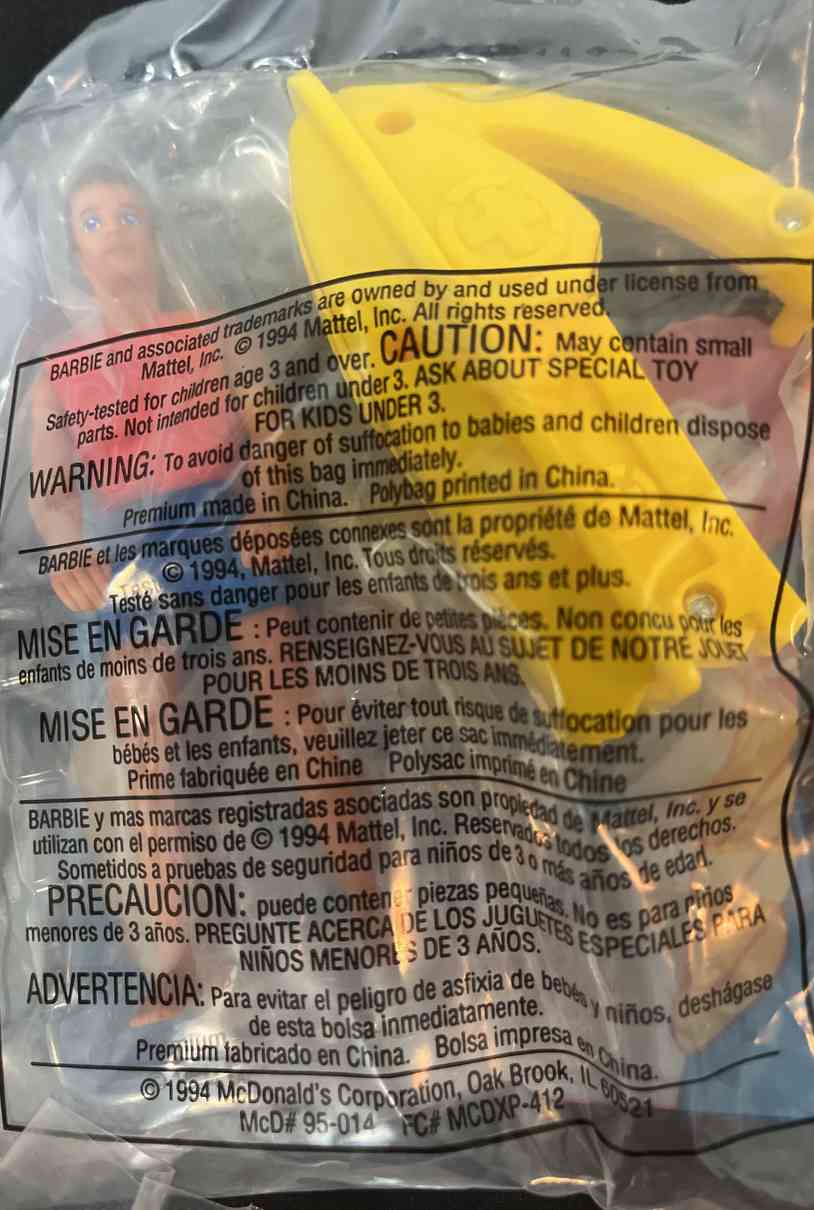 BARBIE and associated trademarks are owned by and used under license from
Mattel, Inc. © 1994 Mattel, Inc. All rights reserved.
Safety-tested for children age 3 and over. CAUTION: May contain small
parts. Not intended for children under 3. ASK ABOUT SPECIAL TOY
FOR KIDS UNDER 3.
WARNING: To avoid danger of suffocation to babies and children dispose
of this bag immediately.
Premium made in China. Polybag printed in China.
BARBIE et les marques déposées connexes sont la propriété de Mattel, Inc.
© 1994, Mattel, Inc. Tous droits réservés.
Testé sans danger pour les enfants de trois ans et plus.
MISE EN GARDE : Peut contenir de petites pièces. Non concu pour les
enfants de moins de trois ans. RENSEIGNEZ-VOUS AU SUJET DE NOTRE JOUET
POUR LES MOINS DE TROIS ANS.
MISE EN GARDE : Pour éviter tout risque de suffocation pour les
bébés et les enfants, veuillez jeter ce sac immédiatement.
Prime fabriquée en Chine Polysac imprimé en Chine
BARBIE y mas marcas registradas asociadas son propiedad de Mattel, Inc. y se
utilizan con el permiso de © 1994 Mattel, Inc. Reservados todos los derechos.
Sometidos a pruebas de seguridad para niños de 3 o más años de edad.
PRECAUCION: puede contener piezas pequeñas. No es para niños
menores de 3 años. PREGUNTE ACERCA DE LOS JUGUETES ESPECIALES PARA
NIÑOS MENORES DE 3 AÑOS.
ADVERTENCIA: Para evitar el peligro de asfixia de bebés y niños, deshágase
de esta bolsa inmediatamente.
Premium fabricado en China. Bolsa impresa en China.
© 1994 McDonald's Corporation, Oak Brook, IL 60521
McD# 95-014 FC# MCDXP-412